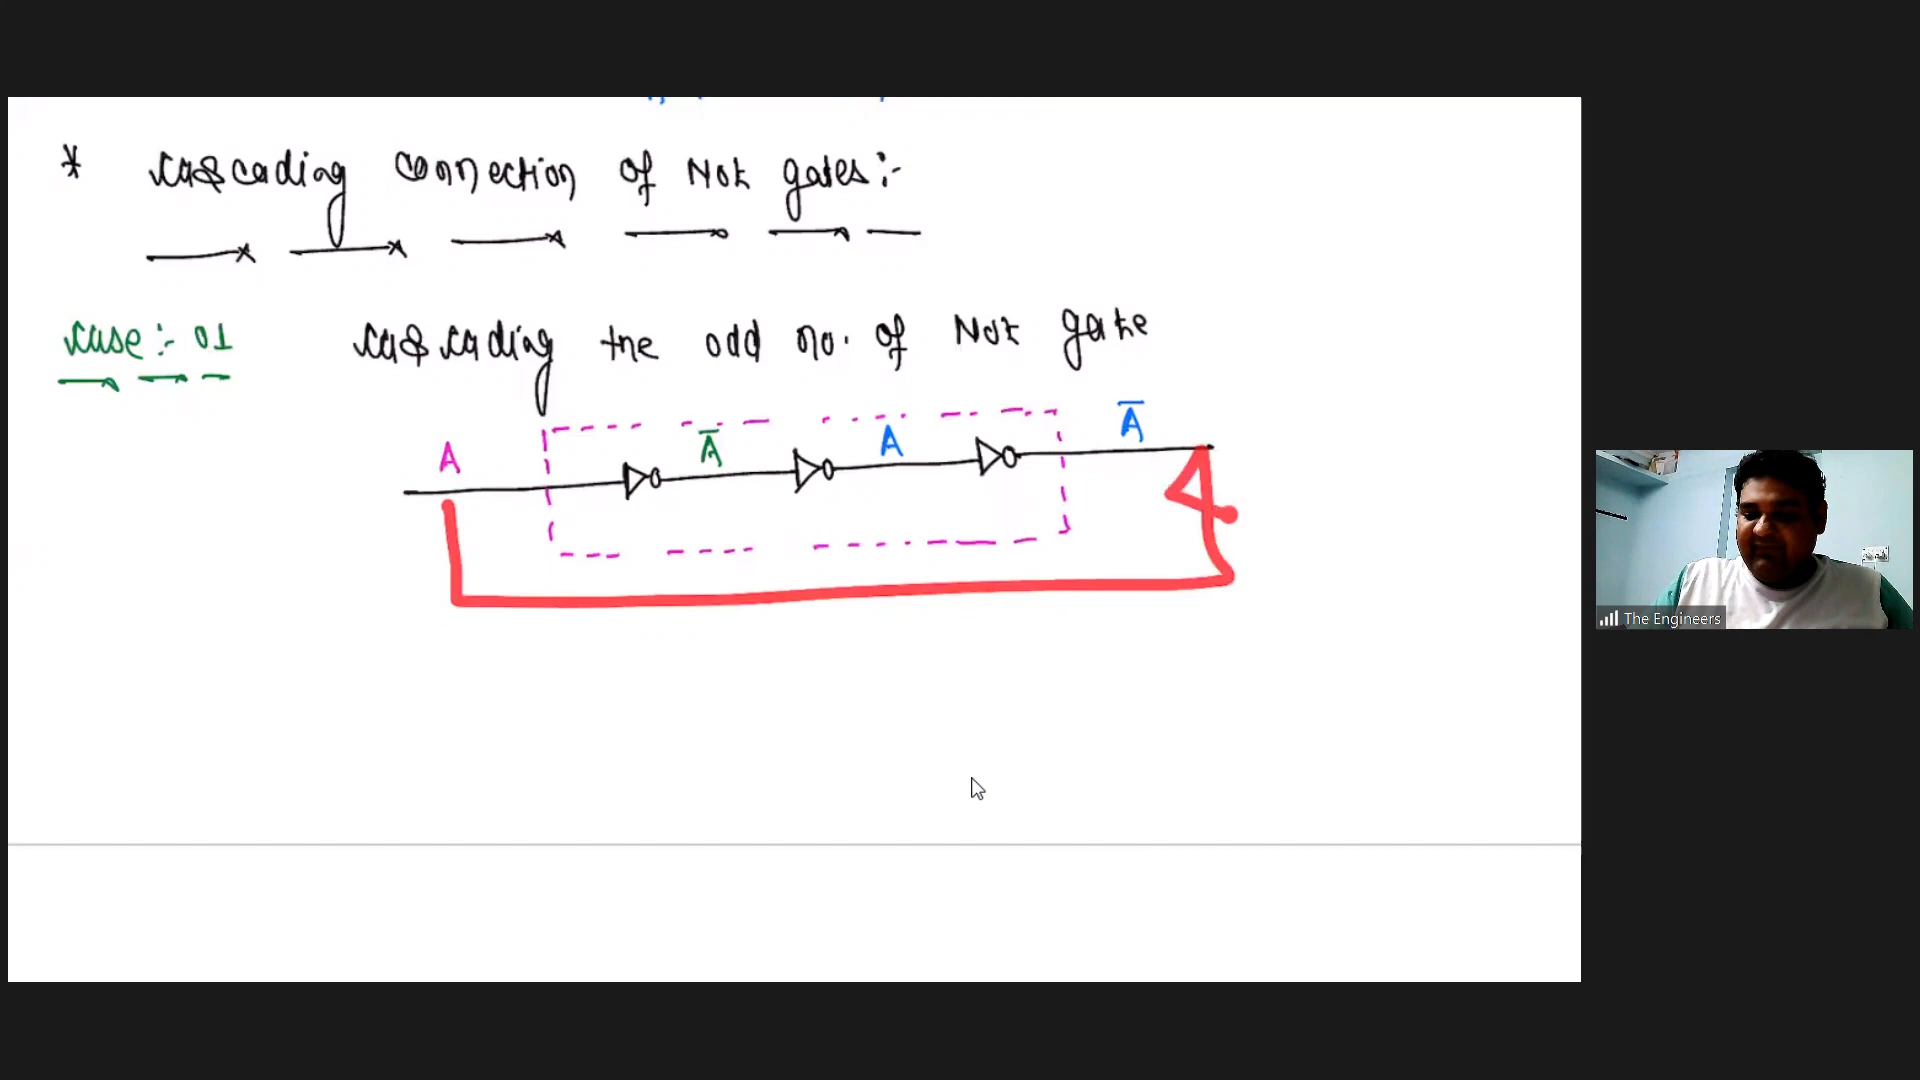 * Cascading connection of Not gates:-
Case:- 01 Cascading the odd no. of Not gate
A Ā A Ā
The Engineers